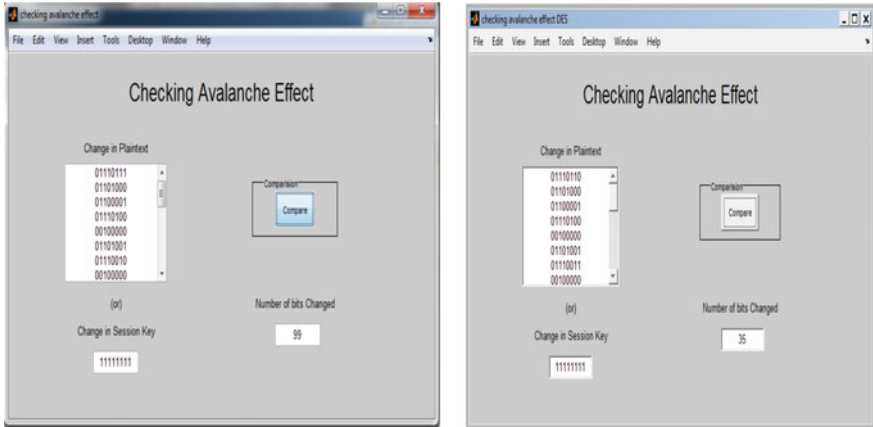 checking avalanche effect
File Edit View Insert Tools Desktop Window Help
Checking Avalanche Effect
Change in Plaintext
01110111
01101000
01100001
01110100
00100000
01101001
01110010
00100000
Comparision
Compare
(or)
Number of bits Changed
Change in Session Key
99
11111111
checking avalanche effect DES
File Edit View Insert Tools Desktop Window Help
Checking Avalanche Effect
Change in Plaintext
01110110
01101000
01100001
01110100
00100000
01101001
01110011
00100000
Comparision
Compare
(or)
Number of bits Changed
Change in Session Key
35
11111111